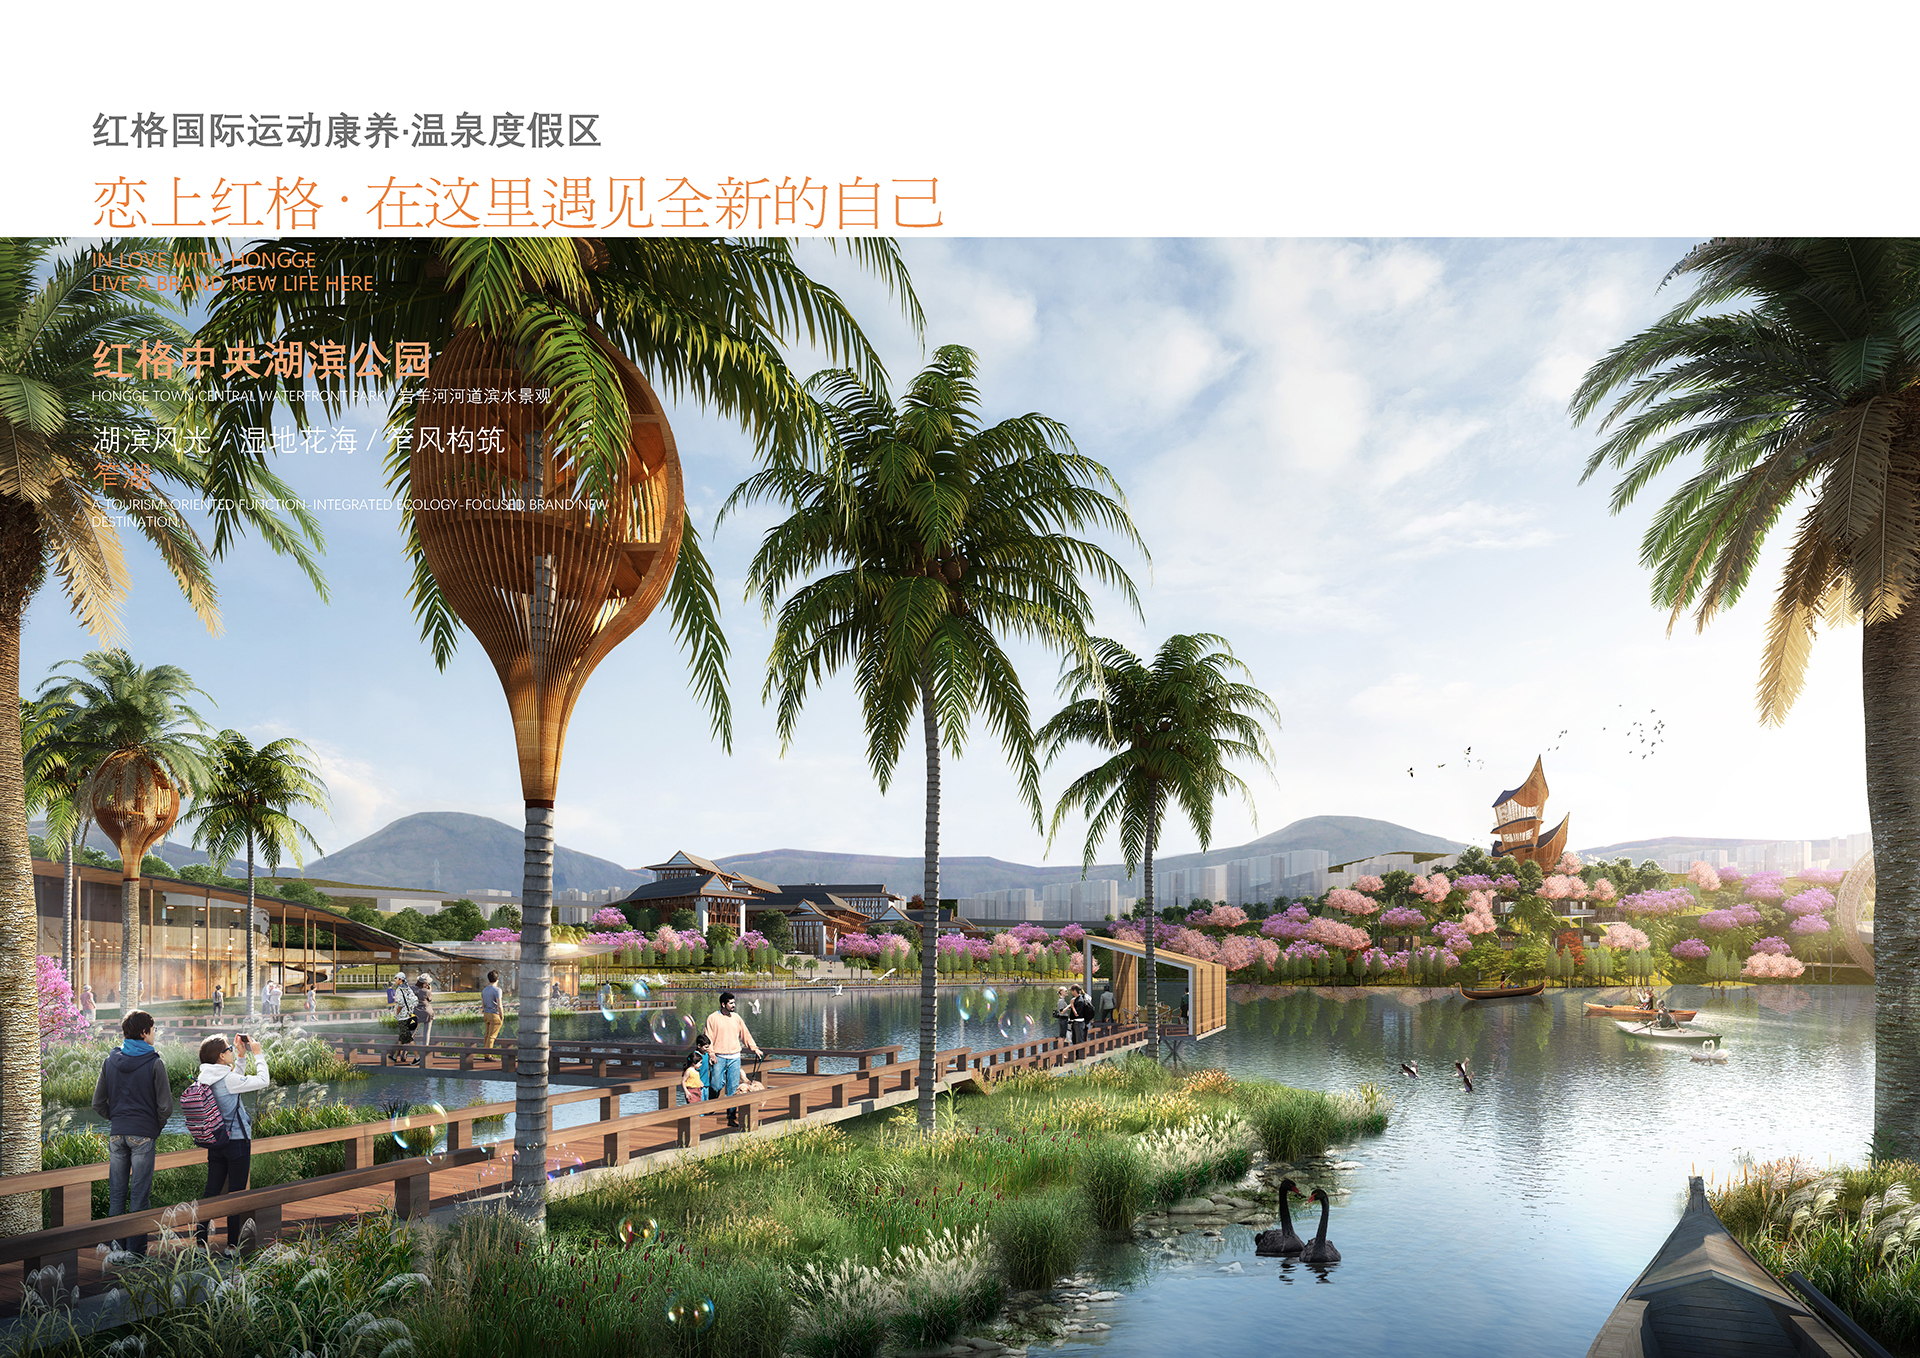 红格国际运动康养·温泉度假区
恋上红格·在这里遇见全新的自己
IN LOVE WITH HONGGE
LIVE A BRAND NEW LIFE HERE
红格中央湖滨公园
HONGGE TOWN CENTRAL WATERFRONT PARK / 岩羊河河道滨水景观
湖滨风光 / 湿地花海 / 笮风构筑
笮湖
A TOURISM-ORIENTED FUNCTION-INTEGRATED ECOLOGY-FOCUSED BRAND NEW
DESTINATION